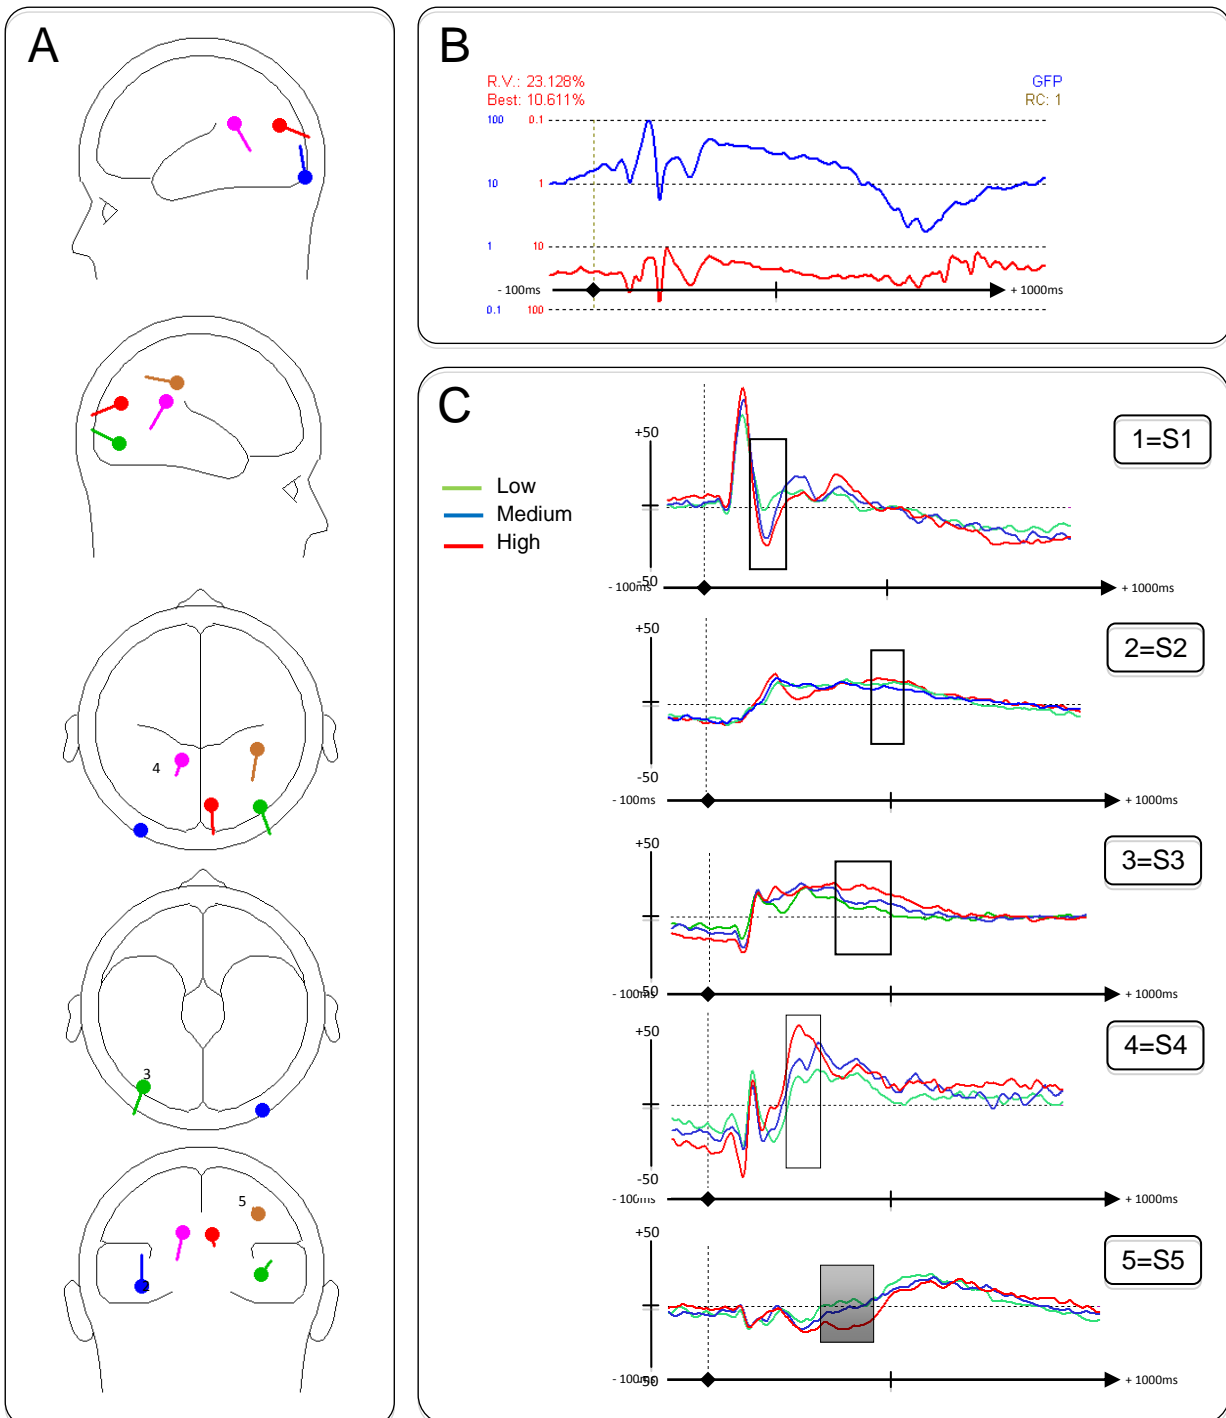 A
4
3
5
B
R.V.: 23.128%
Best: 10.611%
GFP
RC: 1
100 0.1
10 1
1 10
0.1 100
- 100ms
+ 1000ms
C
Low
Medium
High
+50
-50
- 100ms
+ 1000ms
1=S1
+50
-50
- 100ms
+ 1000ms
2=S2
+50
-50
- 100ms
+ 1000ms
3=S3
+50
-50
- 100ms
+ 1000ms
4=S4
+50
-50
- 100ms
+ 1000ms
5=S5